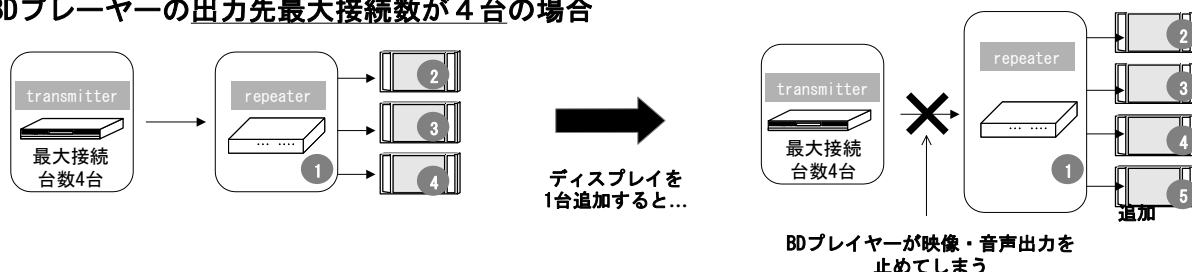 BDプレーヤーの出力先最大接続数が４台の場合
transmitter
最大接続
台数4台
repeater
1
2
3
4
ディスプレイを
1台追加すると…
transmitter
最大接続
台数4台
repeater
1
2
3
4
5
追加
BDプレイヤーが映像・音声出力を
止めてしまう